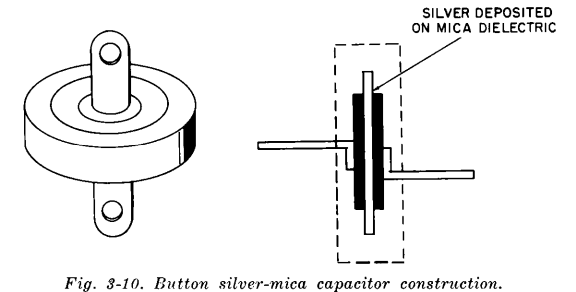 SILVER DEPOSITED
ON MICA DIELECTRIC
Fig. 3-10. Button silver-mica capacitor construction.